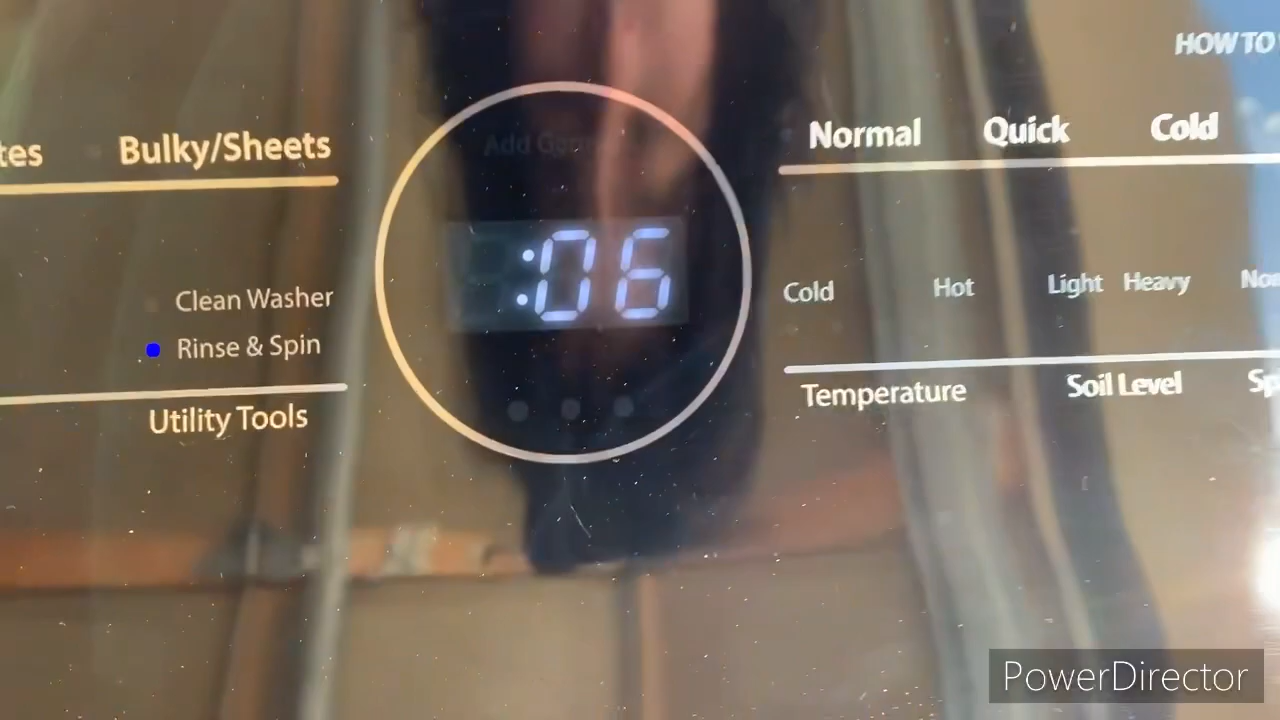 HOW TO
tes
Bulky/Sheets
Normal
Quick
Cold
:06
Clean Washer
Rinse & Spin
Utility Tools
Cold
Hot
Light
Heavy
Temperature
Soil Level
PowerDirector